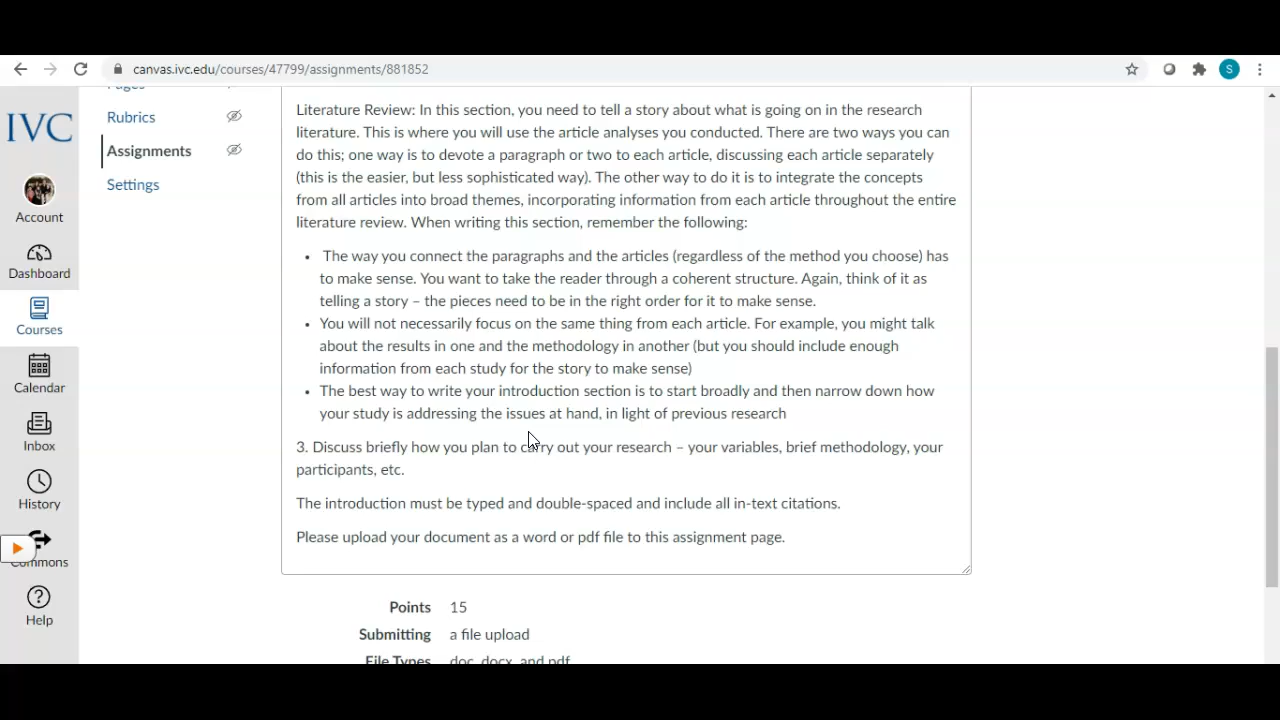 canvas.ivc.edu/courses/47799/assignments/881852
S
IVC
Account
Dashboard
Courses
Calendar
Inbox
History
Commons
Help
Pages
Rubrics
Assignments
Settings
Literature Review: In this section, you need to tell a story about what is going on in the research
literature. This is where you will use the article analyses you conducted. There are two ways you can
do this; one way is to devote a paragraph or two to each article, discussing each article separately
(this is the easier, but less sophisticated way). The other way to do it is to integrate the concepts
from all articles into broad themes, incorporating information from each article throughout the entire
literature review. When writing this section, remember the following:
• The way you connect the paragraphs and the articles (regardless of the method you choose) has
to make sense. You want to take the reader through a coherent structure. Again, think of it as
telling a story – the pieces need to be in the right order for it to make sense.
• You will not necessarily focus on the same thing from each article. For example, you might talk
about the results in one and the methodology in another (but you should include enough
information from each study for the story to make sense)
• The best way to write your introduction section is to start broadly and then narrow down how
your study is addressing the issues at hand, in light of previous research
3. Discuss briefly how you plan to carry out your research – your variables, brief methodology, your
participants, etc.
The introduction must be typed and double-spaced and include all in-text citations.
Please upload your document as a word or pdf file to this assignment page.
Points 15
Submitting a file upload
File Types doc, docx, and pdf